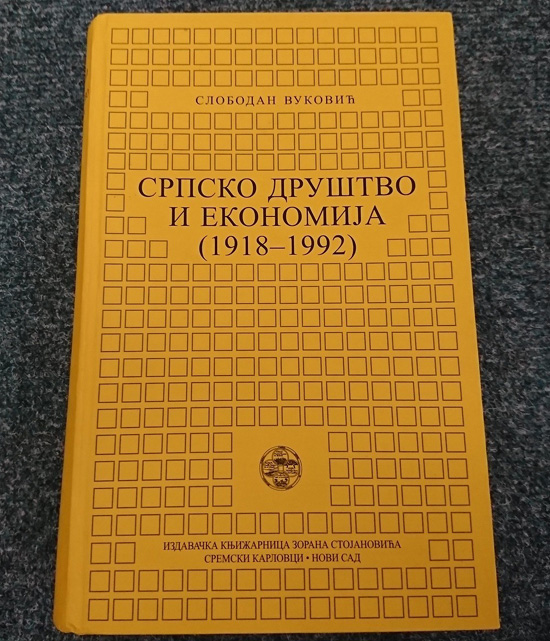 СЛОБОДАН ВУКОВИЋ
СРПСКО ДРУШТВО
И ЕКОНОМИЈА
(1918–1992)
ИЗДАВАЧКА КЊИЖАРНИЦА ЗОРАНА СТОЈАНОВИЋА
СРЕМСКИ КАРЛОВЦИ • НОВИ САД